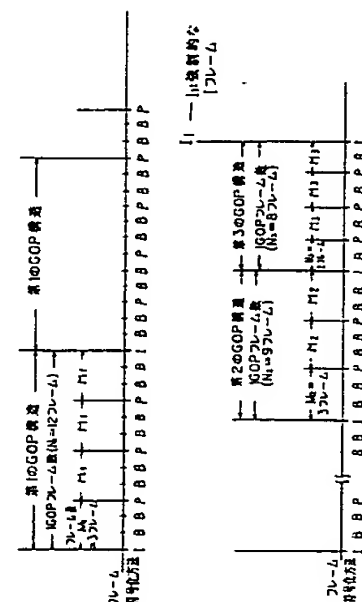 第1のGOP構造
第1のGOP構造
1GOPフレーム数(N₁=12フレーム)
フレーム数
M₁
=3フレーム
M₁
M₁
M₁
フレーム
符号化方法
I B B P B B P B B P B B I B B P B B P B B P B B I B B P
I₁:強制的な
Iフレーム
第2のGOP構造
第3のGOP構造
1GOPフレーム数
(N₂=9フレーム)
1GOPフレーム数
(N₃=8フレーム)
M₂=
3フレーム
M₂
M₂
M₃=
2フレーム
M₃
M₃
M₃
フレーム
符号化方法